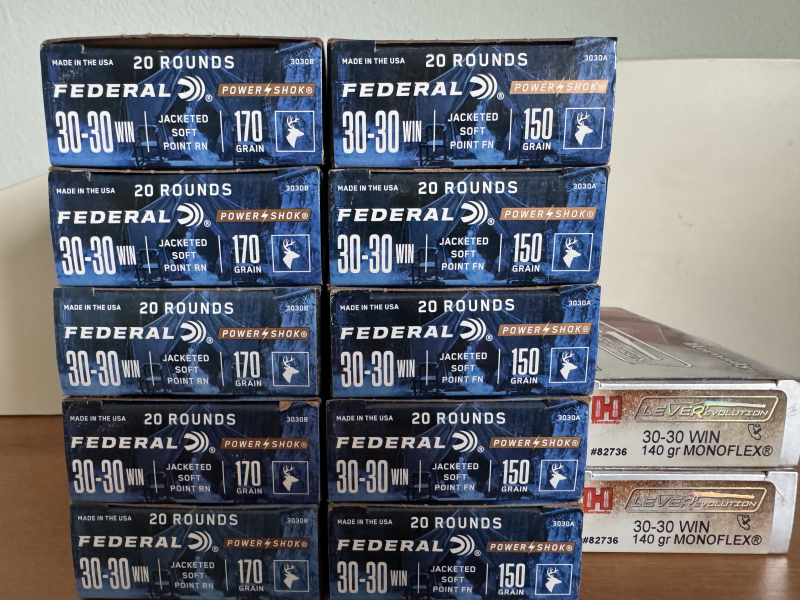 MADE IN THE USA 20 ROUNDS 3030B
FEDERAL® POWER SHOK®
30-30 WIN JACKETED SOFT POINT RN 170 GRAIN
MADE IN THE USA 20 ROUNDS 3030A
FEDERAL® POWER SHOK®
30-30 WIN JACKETED SOFT POINT FN 150 GRAIN
MADE IN THE USA 20 ROUNDS 3030B
FEDERAL® POWER SHOK®
30-30 WIN JACKETED SOFT POINT RN 170 GRAIN
MADE IN THE USA 20 ROUNDS 3030A
FEDERAL® POWER SHOK®
30-30 WIN JACKETED SOFT POINT FN 150 GRAIN
MADE IN THE USA 20 ROUNDS 3030B
FEDERAL® POWER SHOK®
30-30 WIN JACKETED SOFT POINT RN 170 GRAIN
MADE IN THE USA 20 ROUNDS 3030A
FEDERAL® POWER SHOK®
30-30 WIN JACKETED SOFT POINT FN 150 GRAIN
MADE IN THE USA 20 ROUNDS 3030B
FEDERAL® POWER SHOK®
30-30 WIN JACKETED SOFT POINT RN 170 GRAIN
MADE IN THE USA 20 ROUNDS 3030A
FEDERAL® POWER SHOK®
30-30 WIN JACKETED SOFT POINT FN 150 GRAIN
MADE IN THE USA 20 ROUNDS 3030B
FEDERAL® POWER SHOK®
30-30 WIN JACKETED SOFT POINT RN 170 GRAIN
MADE IN THE USA 20 ROUNDS 3030A
FEDERAL® POWER SHOK®
30-30 WIN JACKETED SOFT POINT FN 150 GRAIN
Hornady
H Hornady LEVERevolution
30-30 WIN
#82736 140 gr MONOFLEX®
H Hornady LEVERevolution
30-30 WIN
#82736 140 gr MONOFLEX®